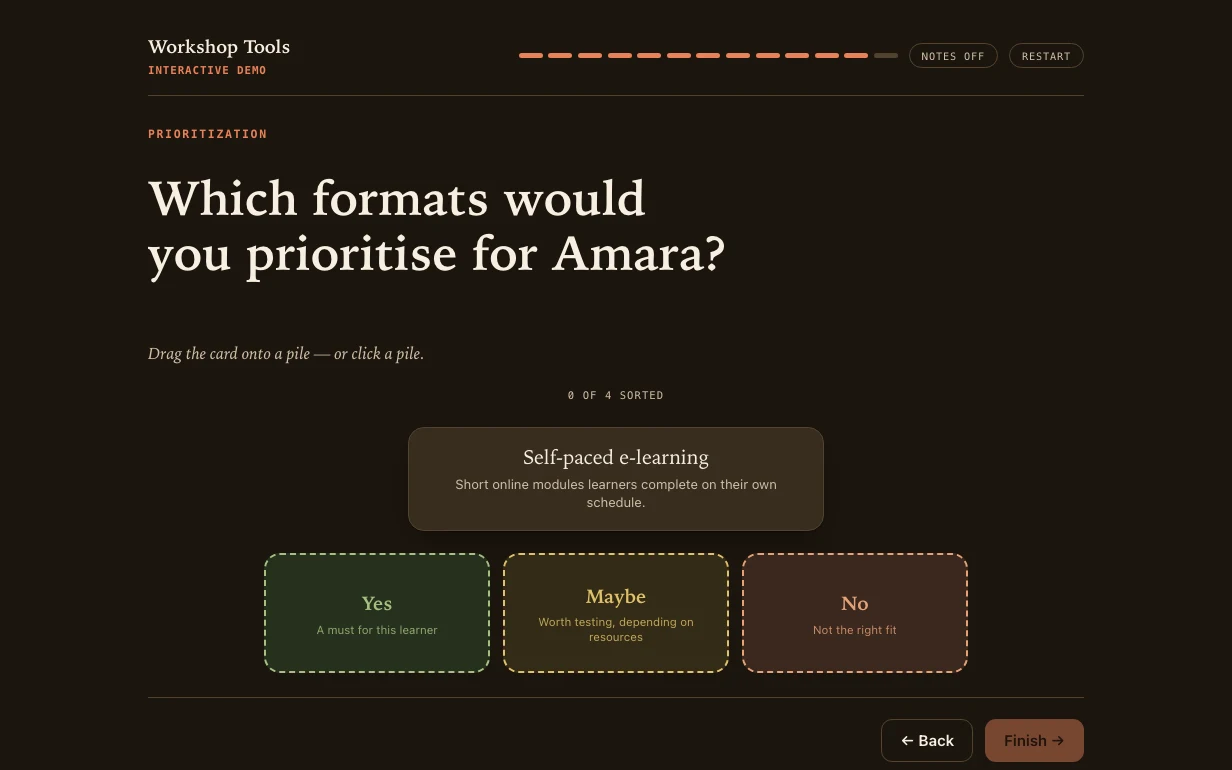 Workshop Tools
INTERACTIVE DEMO
NOTES OFF
RESTART
PRIORITIZATION
Which formats would
you prioritise for Amara?
Drag the card onto a pile — or click a pile.
0 OF 4 SORTED
Self-paced e-learning
Short online modules learners complete on their own
schedule.
Yes
A must for this learner
Maybe
Worth testing, depending on
resources
No
Not the right fit
← Back
Finish →